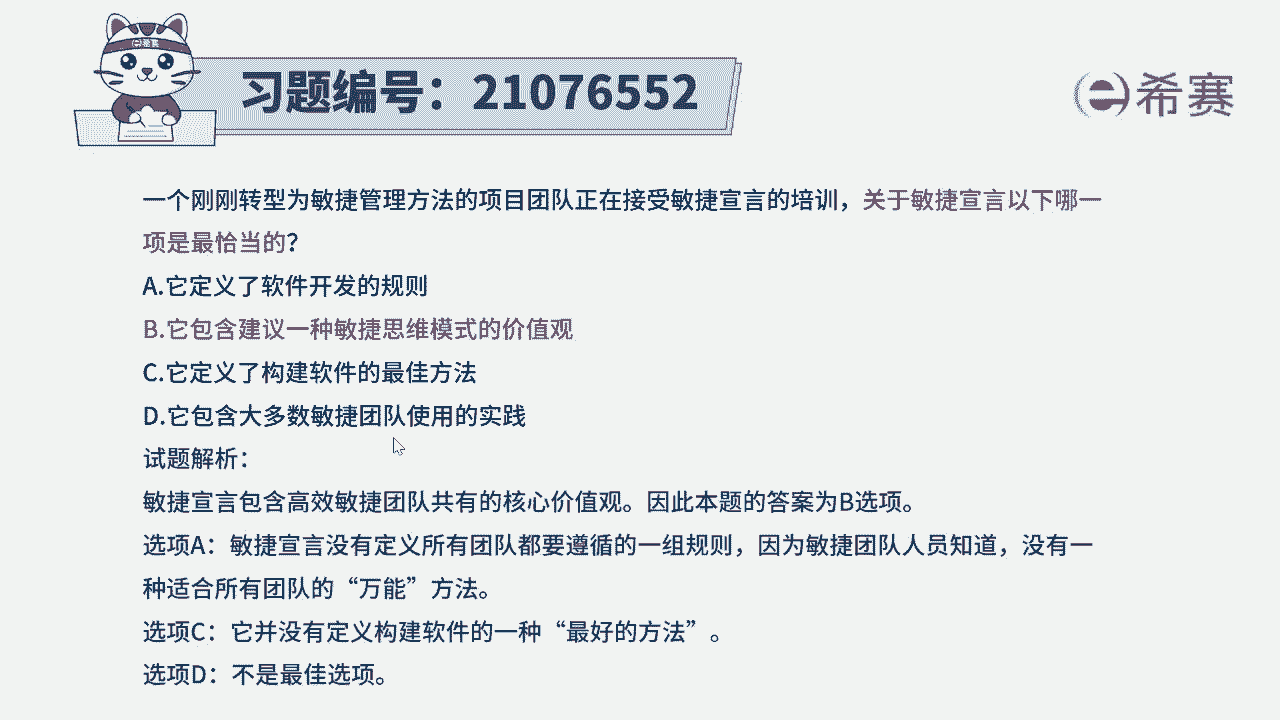 希赛
习题编号：21076552
希赛
一个刚刚转型为敏捷管理方法的项目团队正在接受敏捷宣言的培训，关于敏捷宣言以下哪一
项是最恰当的？
A.它定义了软件开发的规则
B.它包含建议一种敏捷思维模式的价值观
C.它定义了构建软件的最佳方法
D.它包含大多数敏捷团队使用的实践
试题解析：
敏捷宣言包含高效敏捷团队共有的核心价值观。因此本题的答案为B选项。
选项A：敏捷宣言没有定义所有团队都要遵循的一组规则，因为敏捷团队人员知道，没有一
种适合所有团队的“万能”方法。
选项C：它并没有定义构建软件的一种“最好的方法”。
选项D：不是最佳选项。